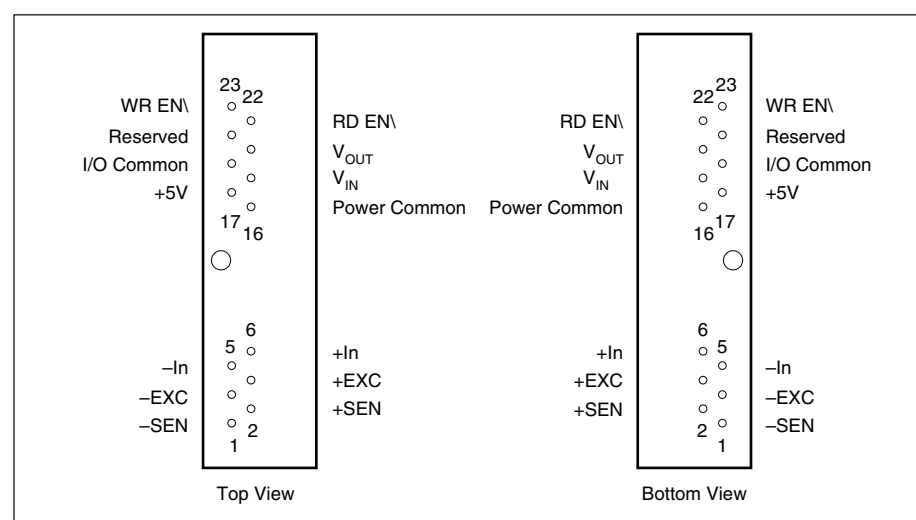 23
22
WR EN\
RD EN\
Reserved
V_OUT
I/O Common
V_IN
+5V
Power Common
17
16
6
5
+In
–In
+EXC
–EXC
+SEN
–SEN
2
1
Top View
22 23
WR EN\
RD EN\
Reserved
V_OUT
I/O Common
V_IN
+5V
Power Common
17
16
6
5
+In
–In
+EXC
–EXC
+SEN
–SEN
2
1
Bottom View